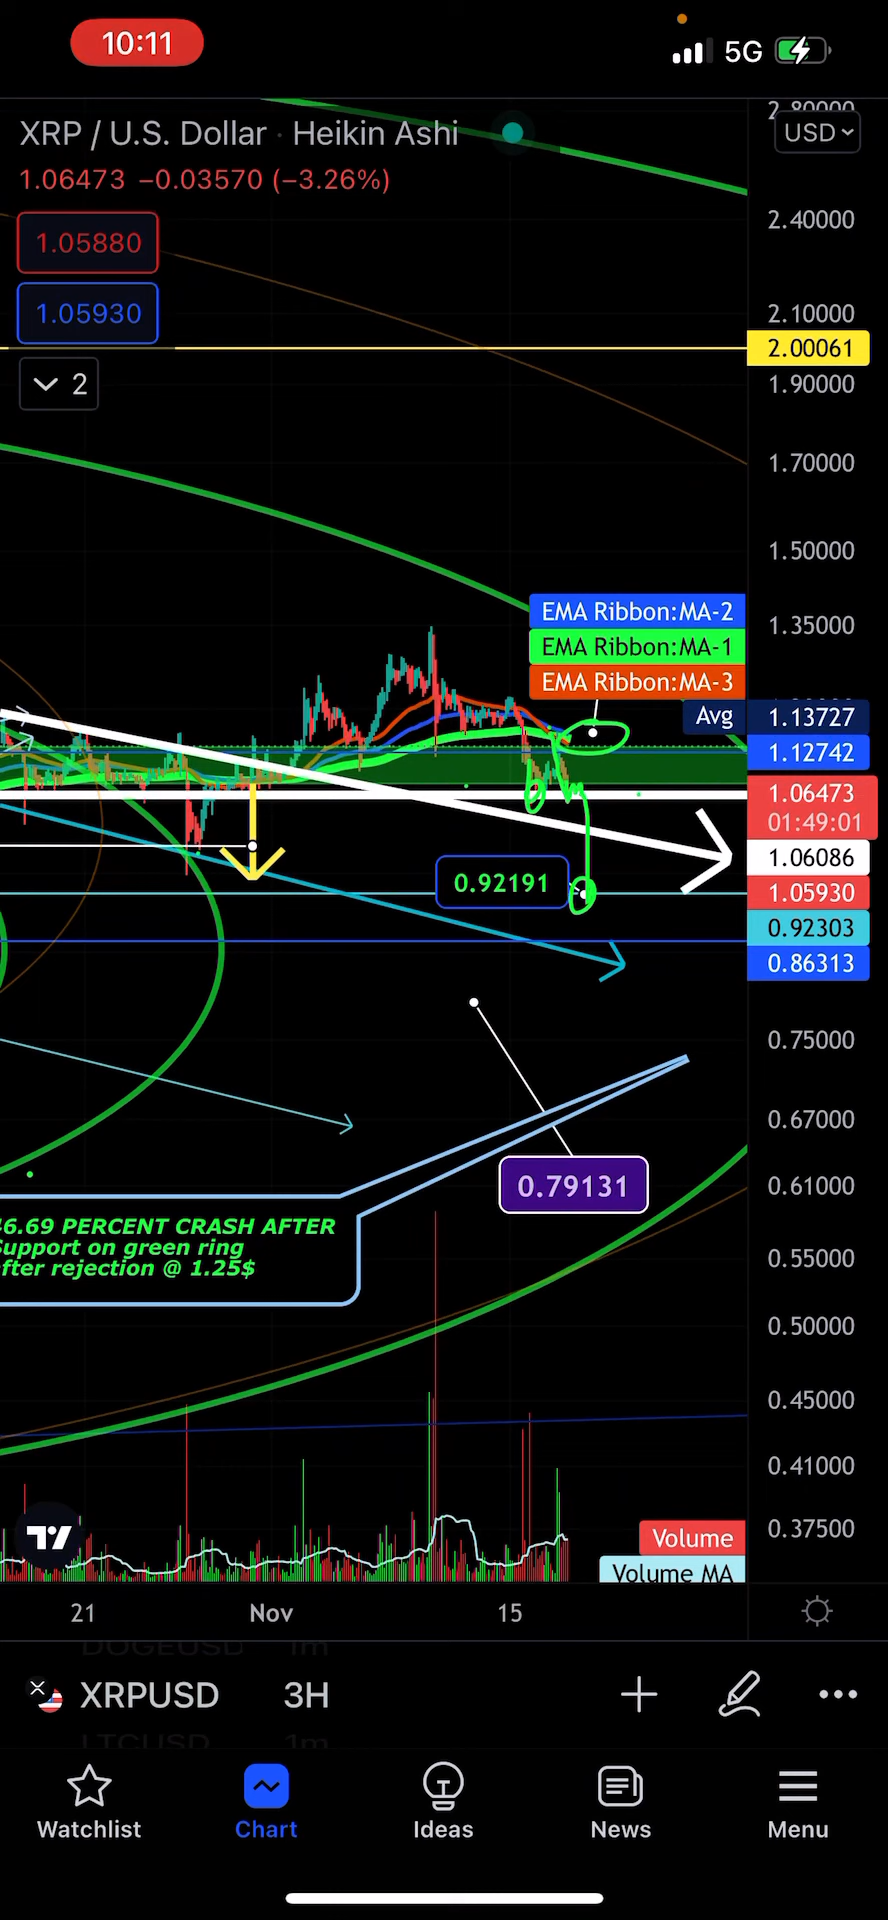 10:11
5G
XRP / U.S. Dollar · Heikin Ashi
USD
1.06473 −0.03570 (−3.26%)
1.05880
1.05930
2
2.80000
2.40000
2.10000
2.00061
1.90000
1.70000
1.50000
1.35000
EMA Ribbon:MA-2
EMA Ribbon:MA-1
EMA Ribbon:MA-3
Avg
1.13727
1.12742
1.06473
01:49:01
1.06086
1.05930
0.92303
0.86313
0.92191
0.75000
0.67000
0.61000
0.55000
0.50000
0.45000
0.41000
0.37500
0.79131
6.69 PERCENT CRASH AFTER
Support on green ring
fter rejection @ 1.25$
Volume
Volume MA
21
Nov
15
DOGEUSD 1m
XRPUSD 3H
LTCUSD 1m
Watchlist
Chart
Ideas
News
Menu